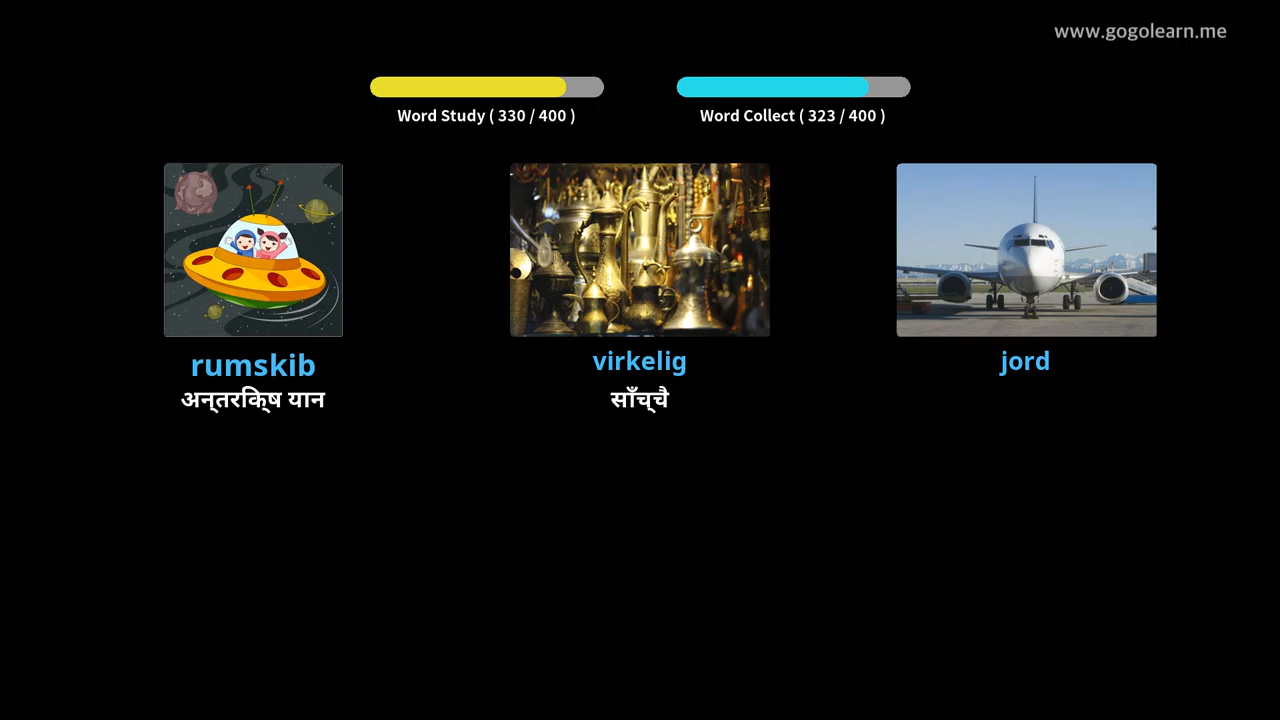 www.gogolearn.me
Word Study ( 330 / 400 )
Word Collect ( 323 / 400 )
rumskib
virkelig
jord
अन्तरिक्ष यान
साँच्चै